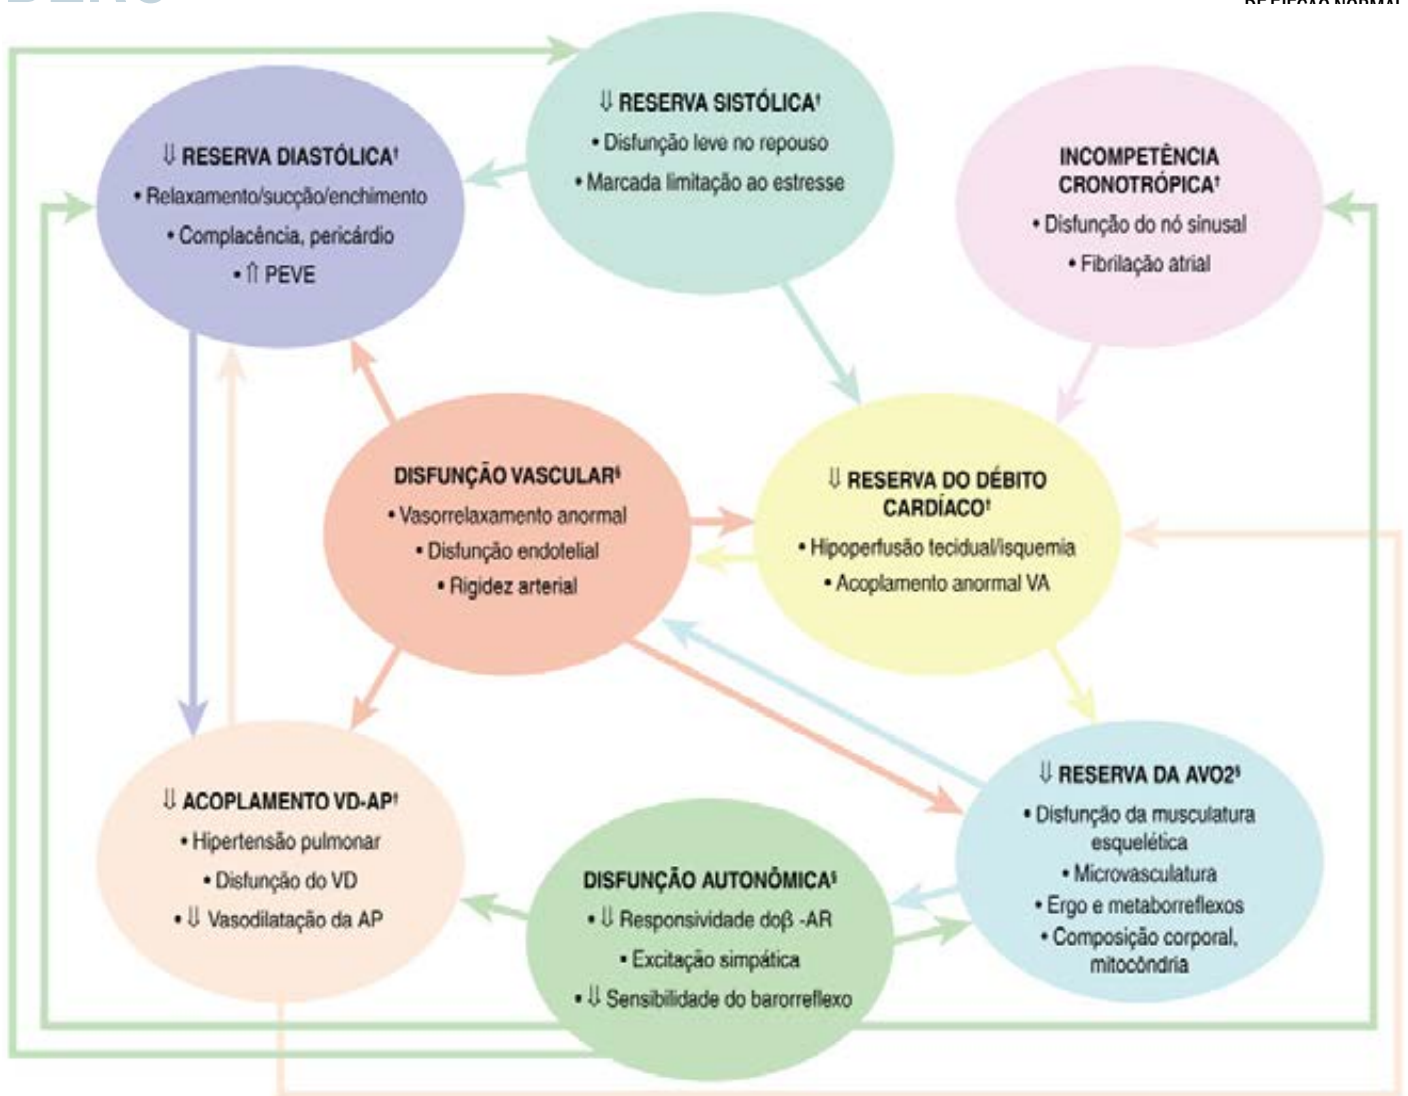 ⇓ RESERVA SISTÓLICA†
• Disfunção leve no repouso
• Marcada limitação ao estresse
⇓ RESERVA DIASTÓLICA†
• Relaxamento/sucção/enchimento
• Complacência, pericárdio
• ⇑ PEVE
INCOMPETÊNCIA
CRONOTRÓPICA†
• Disfunção do nó sinusal
• Fibrilação atrial
DISFUNÇÃO VASCULAR§
• Vasorrelaxamento anormal
• Disfunção endotelial
• Rigidez arterial
⇓ RESERVA DO DÉBITO
CARDÍACO†
• Hipoperfusão tecidual/isquemia
• Acoplamento anormal VA
⇓ ACOPLAMENTO VD-AP†
• Hipertensão pulmonar
• Disfunção do VD
• ⇓ Vasodilatação da AP
DISFUNÇÃO AUTONÔMICA§
• ⇓ Responsividade doβ -AR
• Excitação simpática
• ⇓ Sensibilidade do barorreflexo
⇓ RESERVA DA AVO2§
• Disfunção da musculatura
esquelética
• Microvasculatura
• Ergo e metaborreflexos
• Composição corporal,
mitocôndria